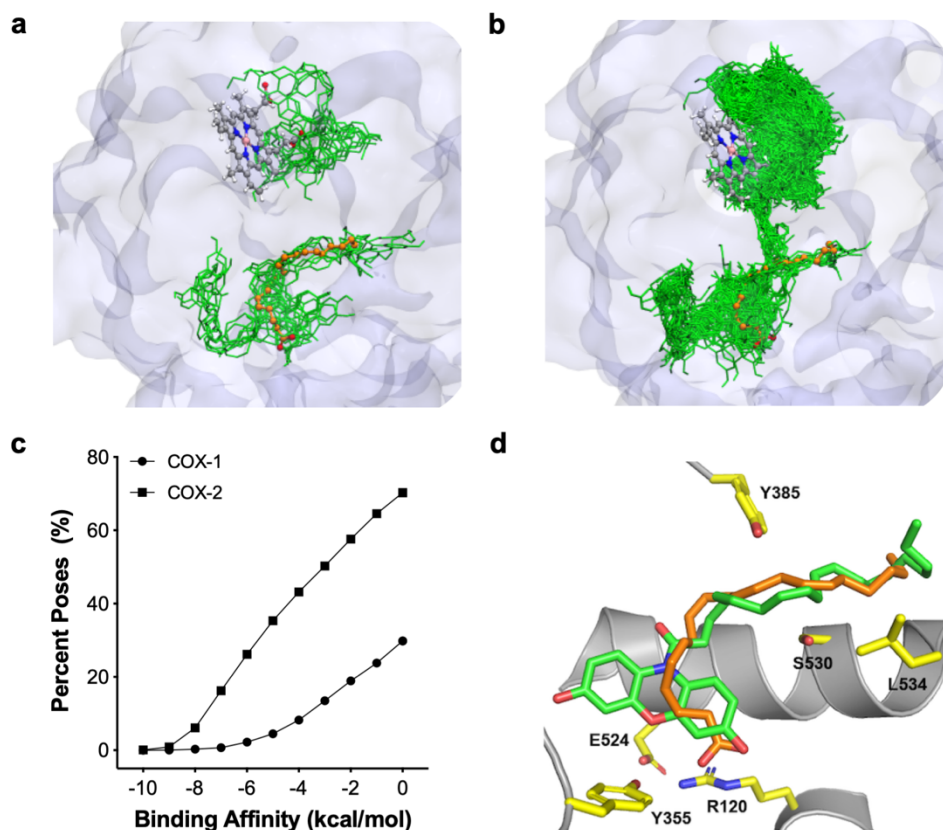 a
b
c
COX-1
COX-2
Percent Poses (%)
80
60
40
20
0
-10 -8 -6 -4 -2 0
Binding Affinity (kcal/mol)
d
Y385
S530
L534
E524
Y355
R120